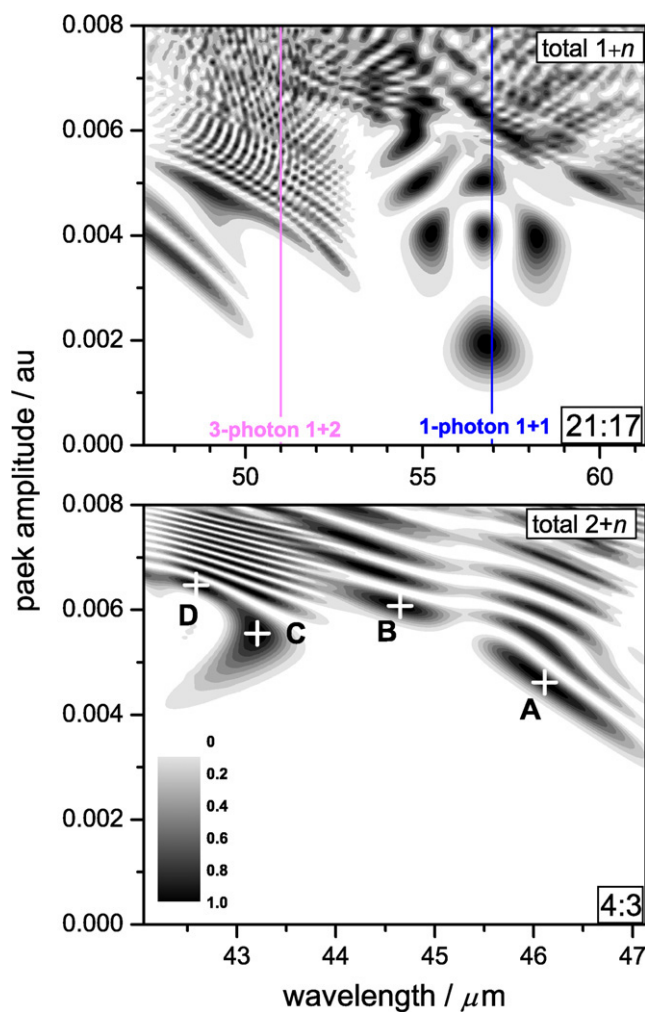 0.008
total 1+n
0.006
0.004
0.002
3-photon 1+2
1-photon 1+1
21:17
0.000
50
55
60
paek amplitude / au
0.008
total 2+n
D
0.006
C
B
A
0.004
0
0.2
0.4
0.002
0.6
0.8
1.0
4:3
0.000
43
44
45
46
47
wavelength / μm